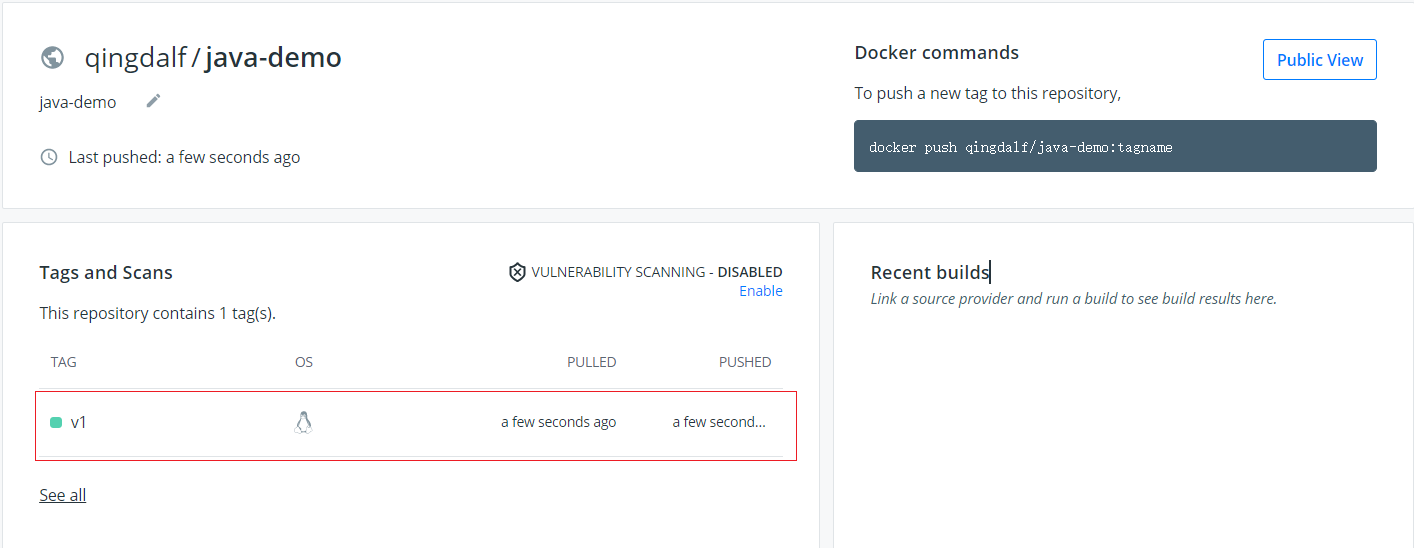 qingdalf / java-demo
java-demo
Last pushed: a few seconds ago
Docker commands
Public View
To push a new tag to this repository,
docker push qingdalf/java-demo:tagname
Tags and Scans
VULNERABILITY SCANNING - DISABLED
Enable
This repository contains 1 tag(s).
TAG OS PULLED PUSHED
v1 a few seconds ago a few second...
See all
Recent builds
Link a source provider and run a build to see build results here.